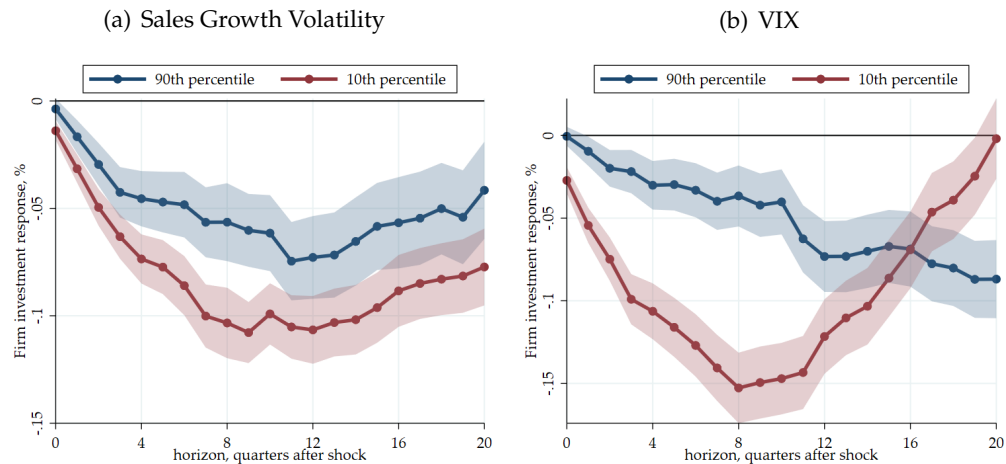 (a) Sales Growth Volatility
90th percentile 10th percentile
Firm investment response, %
0
-.05
-.1
-.15
0 4 8 12 16 20
horizon, quarters after shock
(b) VIX
90th percentile 10th percentile
Firm investment response, %
0
-.05
-.1
-.15
0 4 8 12 16 20
horizon, quarters after shock